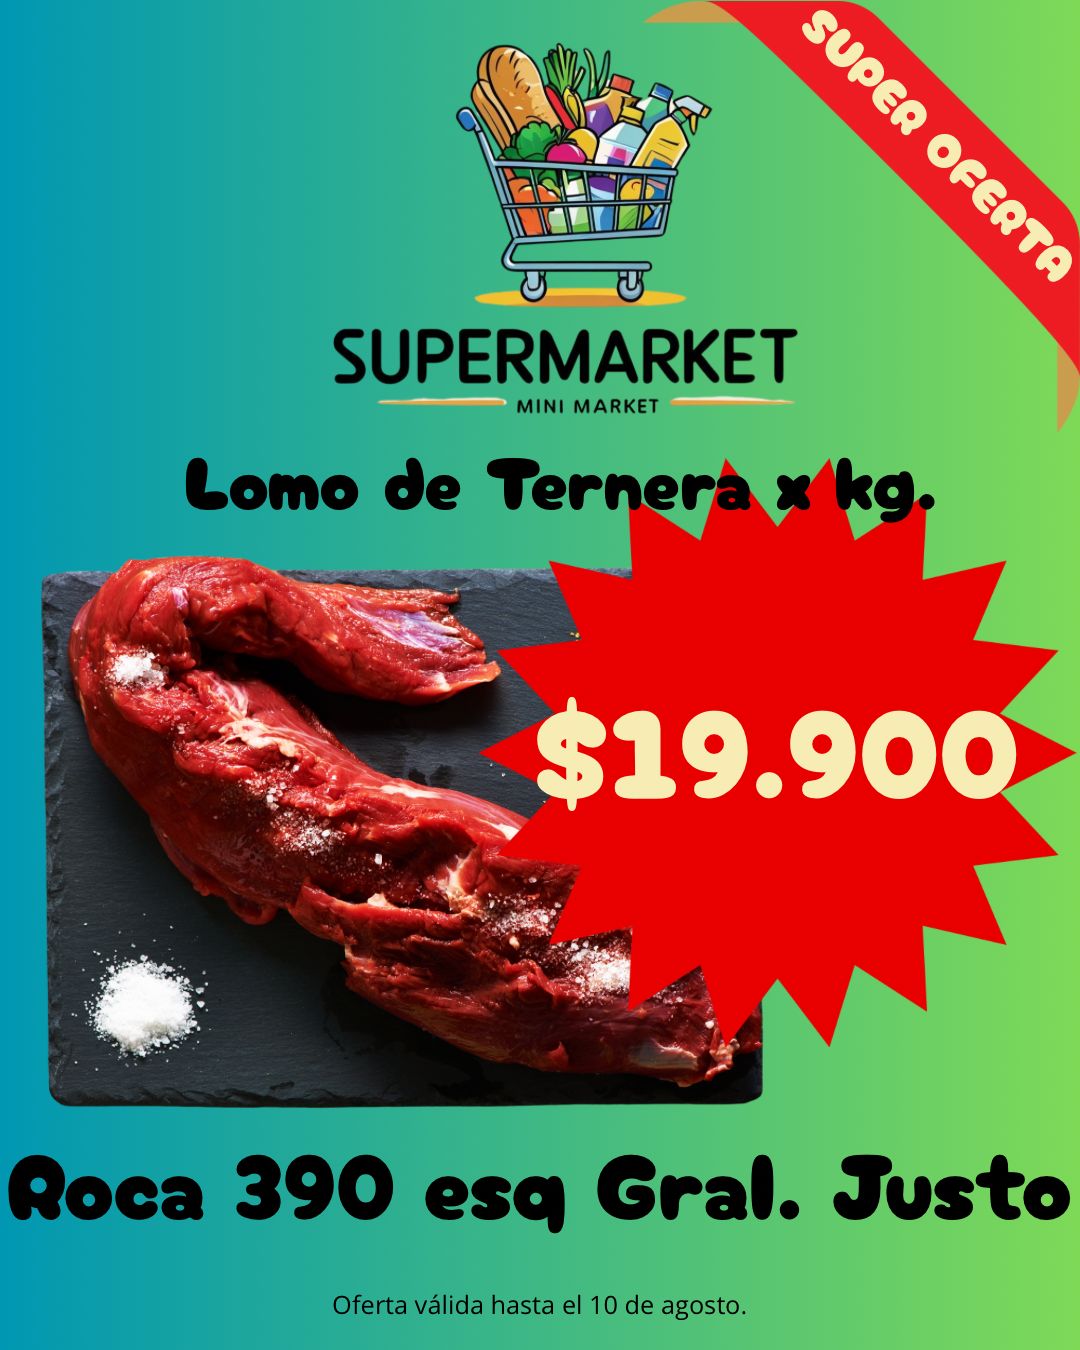 SUPER OFERTA
SUPERMARKET
MINI MARKET
Lomo de Ternera x kg.
$19.900
Roca 390 esq Gral. Justo
Oferta válida hasta el 10 de agosto.